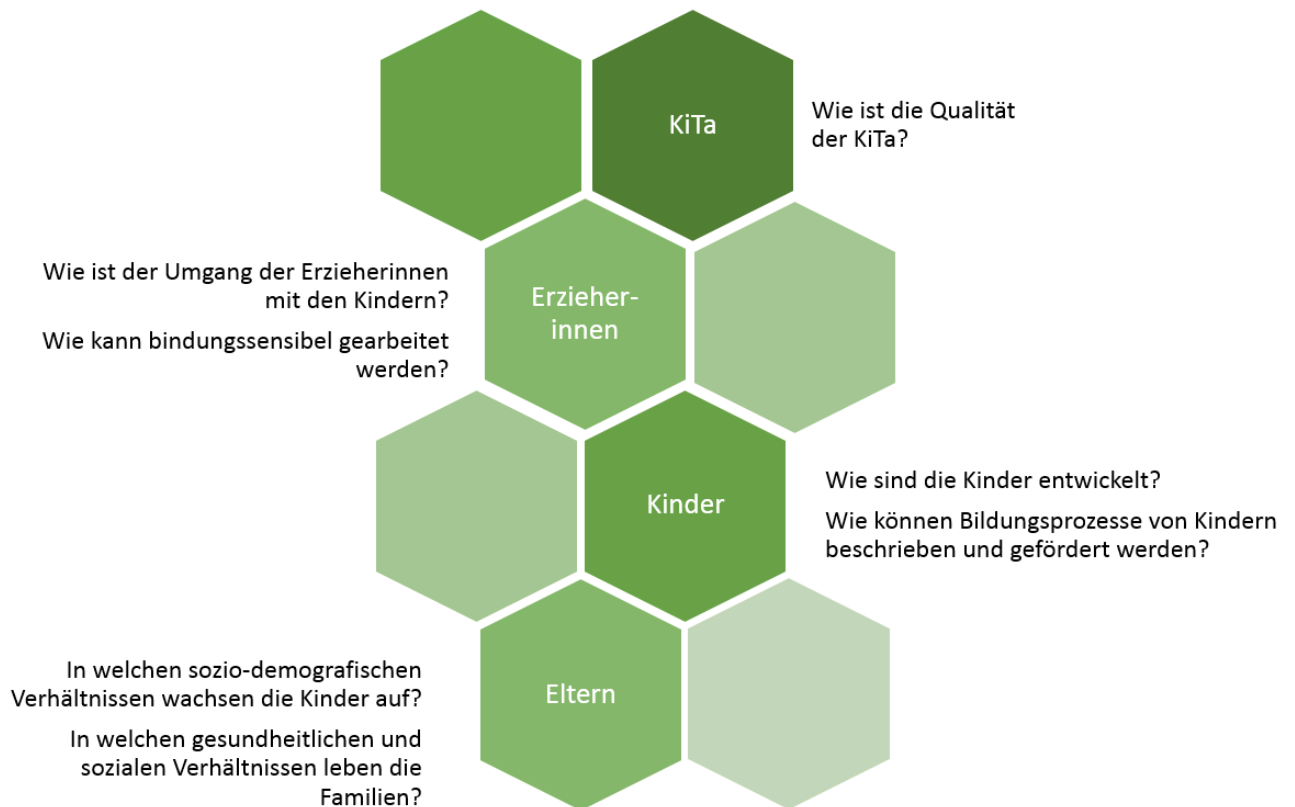 KiTa
Wie ist die Qualität
der KiTa?
Wie ist der Umgang der Erzieherinnen
mit den Kindern?
Wie kann bindungssensibel gearbeitet
werden?
Erzieher-
innen
Kinder
Wie sind die Kinder entwickelt?
Wie können Bildungsprozesse von Kindern
beschrieben und gefördert werden?
In welchen sozio-demografischen
Verhältnissen wachsen die Kinder auf?
In welchen gesundheitlichen und
sozialen Verhältnissen leben die
Familien?
Eltern